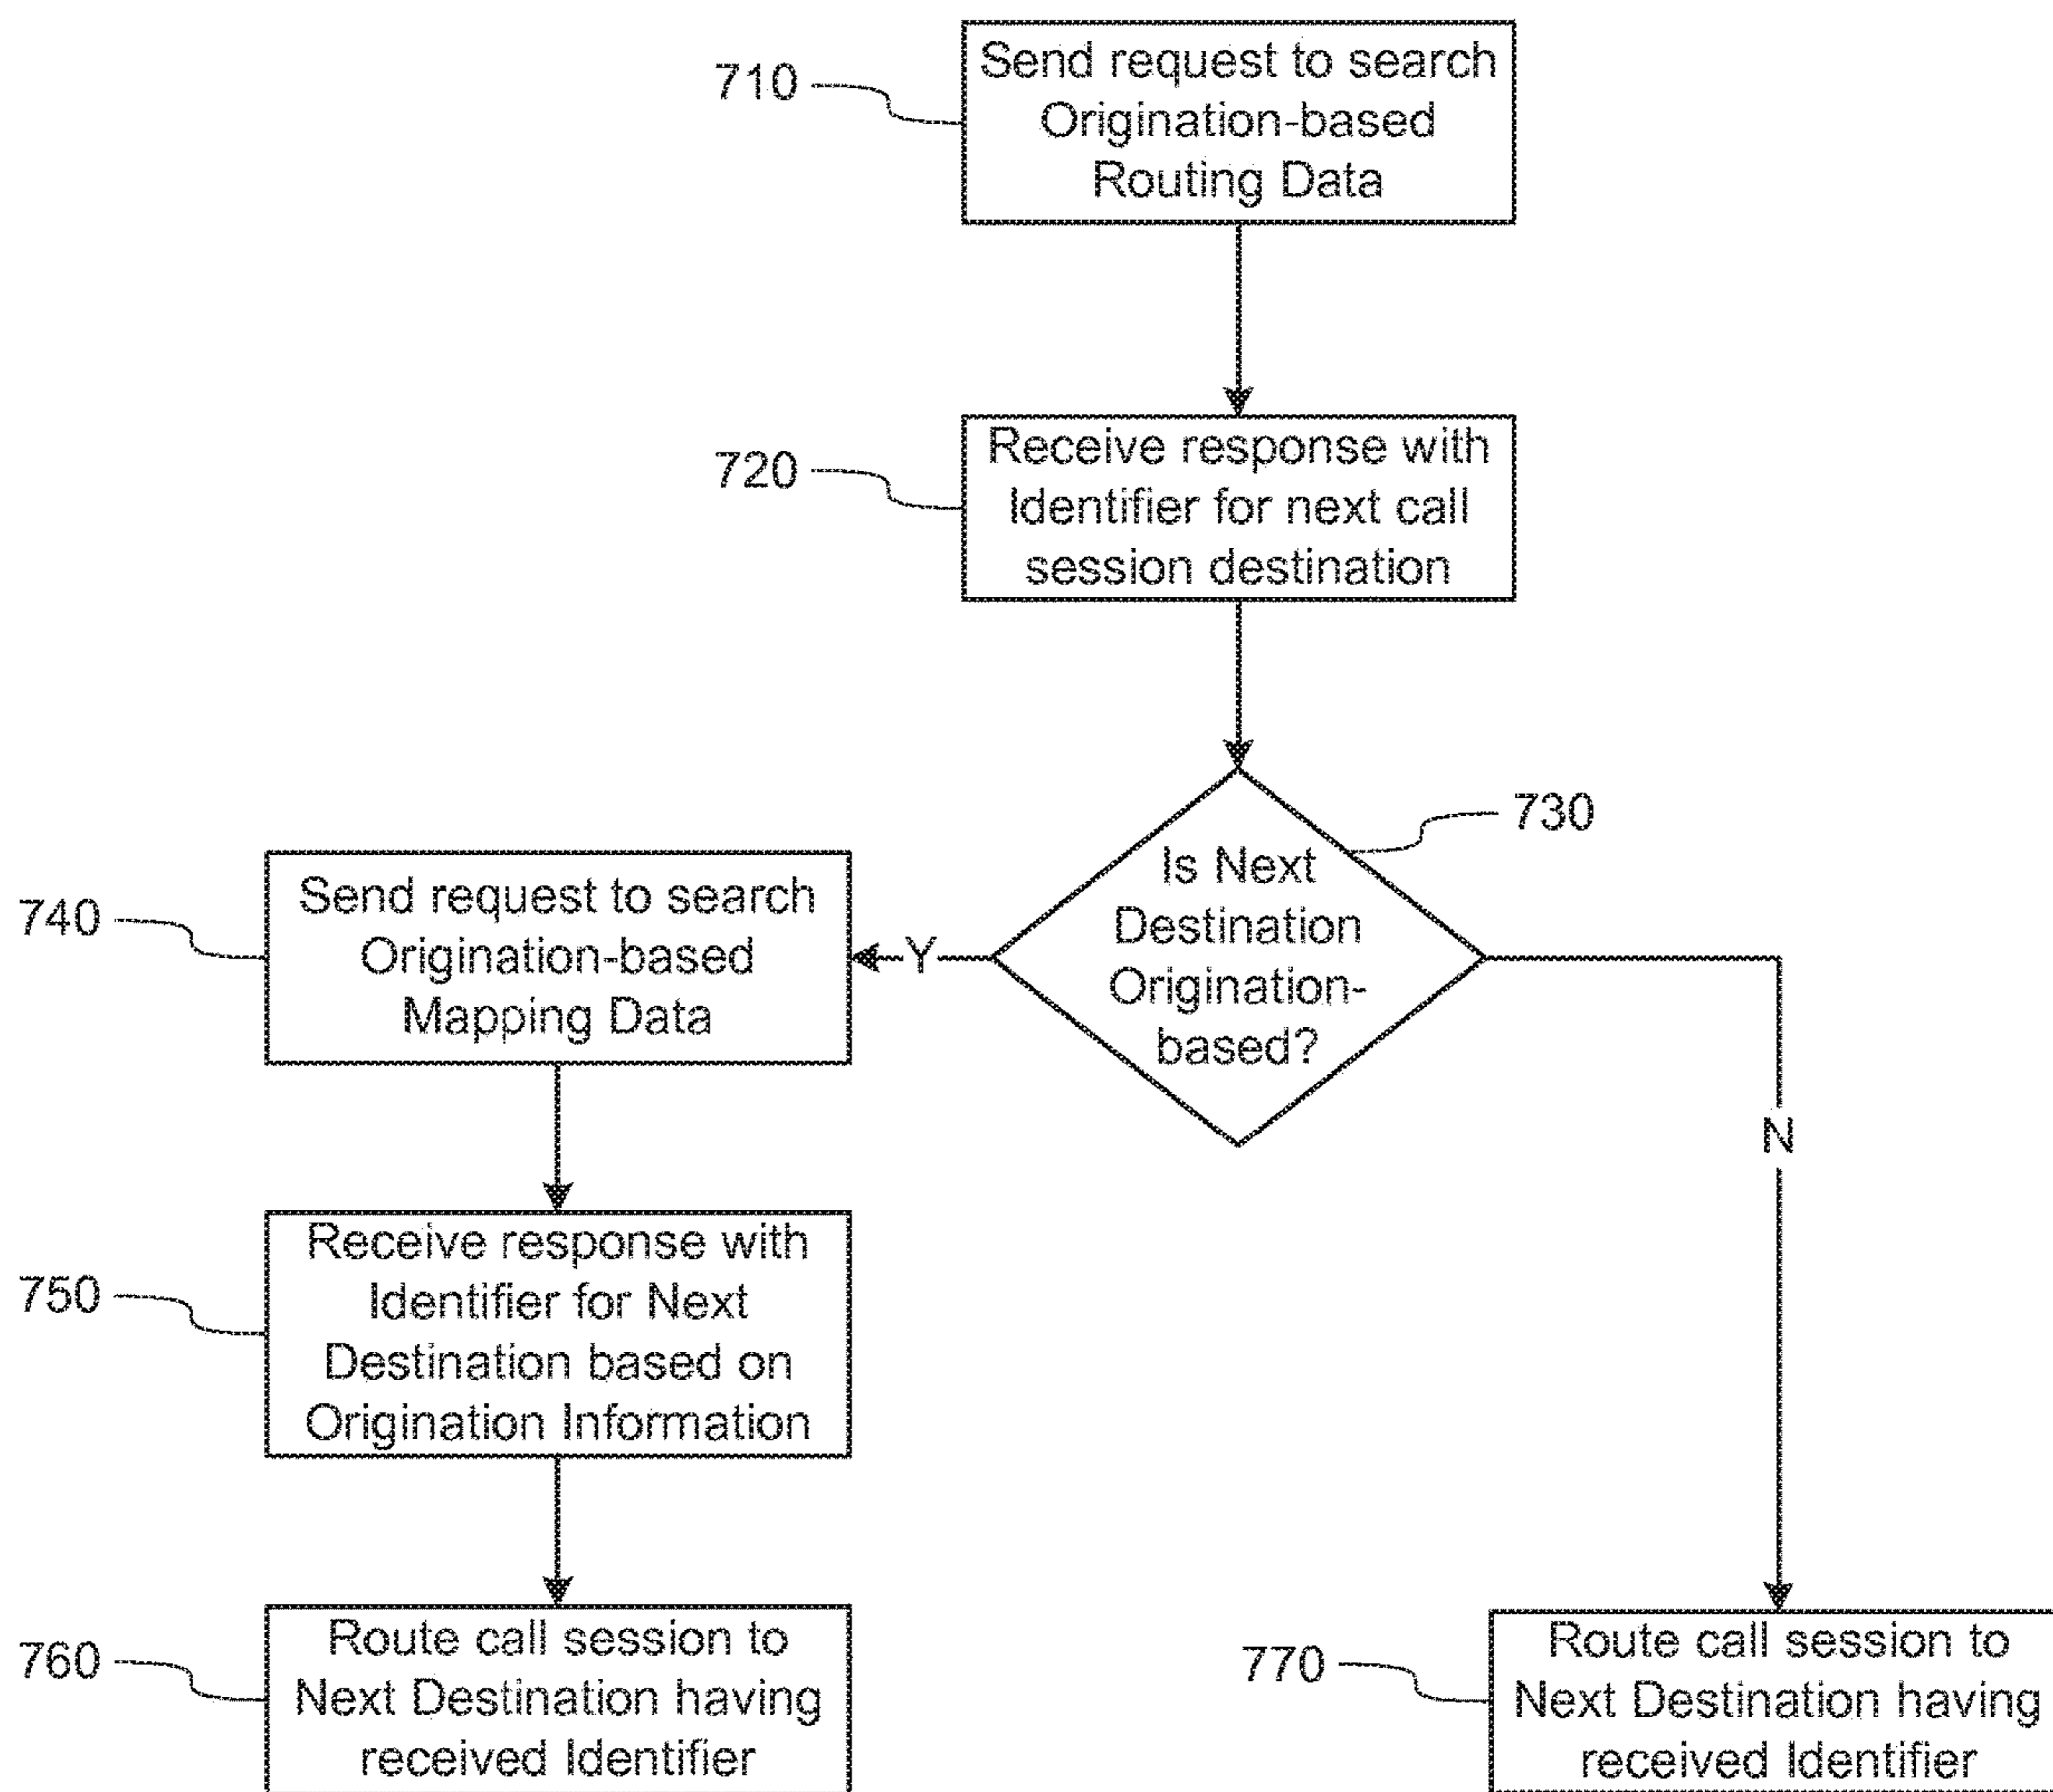 710
Send request to search
Origination-based
Routing Data
720
Receive response with
Identifier for next call
session destination
730
Is Next
Destination
Origination-
based?
Y
N
740
Send request to search
Origination-based
Mapping Data
750
Receive response with
Identifier for Next
Destination based on
Origination Information
760
Route call session to
Next Destination having
received Identifier
770
Route call session to
Next Destination having
received Identifier